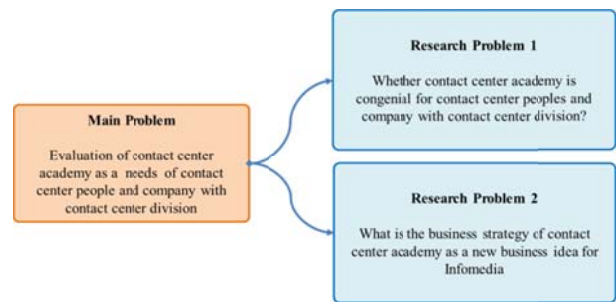 Main Problem
Evaluation of contact center
academy as a needs of contact
center people and company with
contact center division
Research Problem 1
Whether contact center academy is
congenial for contact center peoples and
company with contact center division?
Research Problem 2
What is the business strategy of contact
center academy as a new business idea for
Infomedia